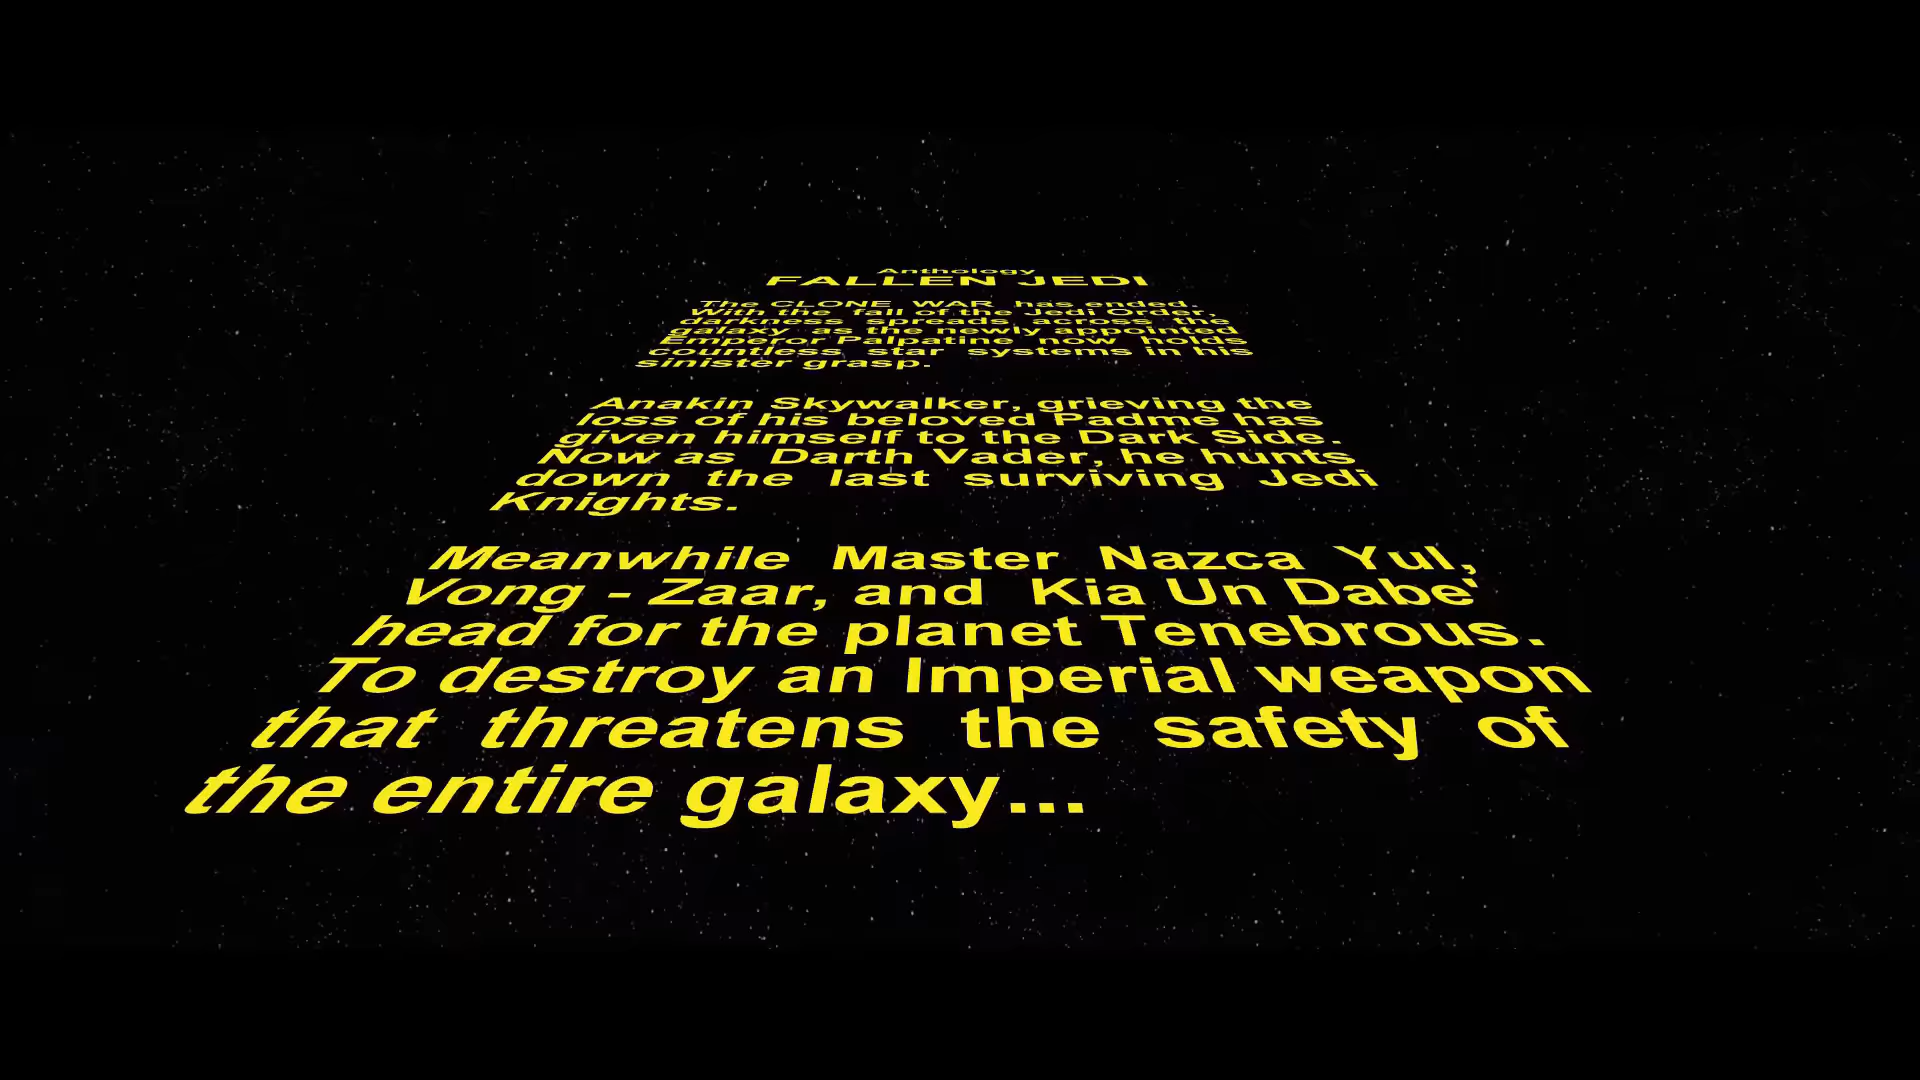 Anthology
FALLEN JEDI
The CLONE WAR has ended.
With the fall of the Jedi Order,
darkness spreads across the
galaxy as the newly appointed
Emperor Palpatine now holds
countless star systems in his
sinister grasp.
Anakin Skywalker, grieving the
loss of his beloved Padme has
given himself to the Dark Side.
Now as Darth Vader, he hunts
down the last surviving Jedi
Knights.
Meanwhile Master Nazca Yul,
Vong - Zaar, and Kia Un Dabe'
head for the planet Tenebrous.
To destroy an Imperial weapon
that threatens the safety of
the entire galaxy...